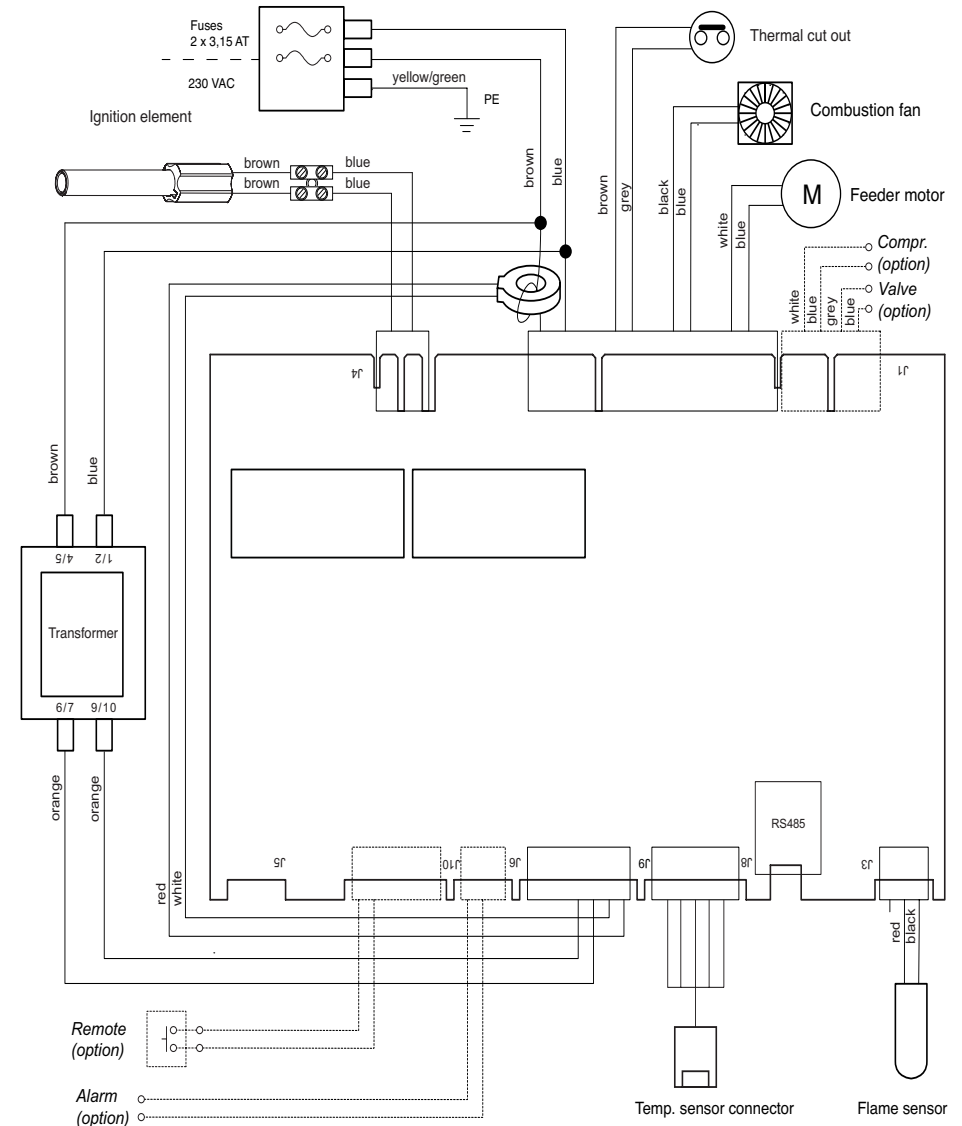 Fuses
2 x 3,15 AT
230 VAC
Ignition element
yellow/green
PE
Thermal cut out
Combustion fan
M
Feeder motor
Compr.
(option)
Valve
(option)
brown
brown
blue
blue
brown
blue
brown
grey
black
blue
white
blue
white
blue
grey
blue
J4
J1
brown
blue
4/5
1/2
Transformer
6/7
9/10
orange
orange
red
white
RS485
J5
J10
J6
J9
J8
J3
red
black
Remote
(option)
Alarm
(option)
Temp. sensor connector
Flame sensor